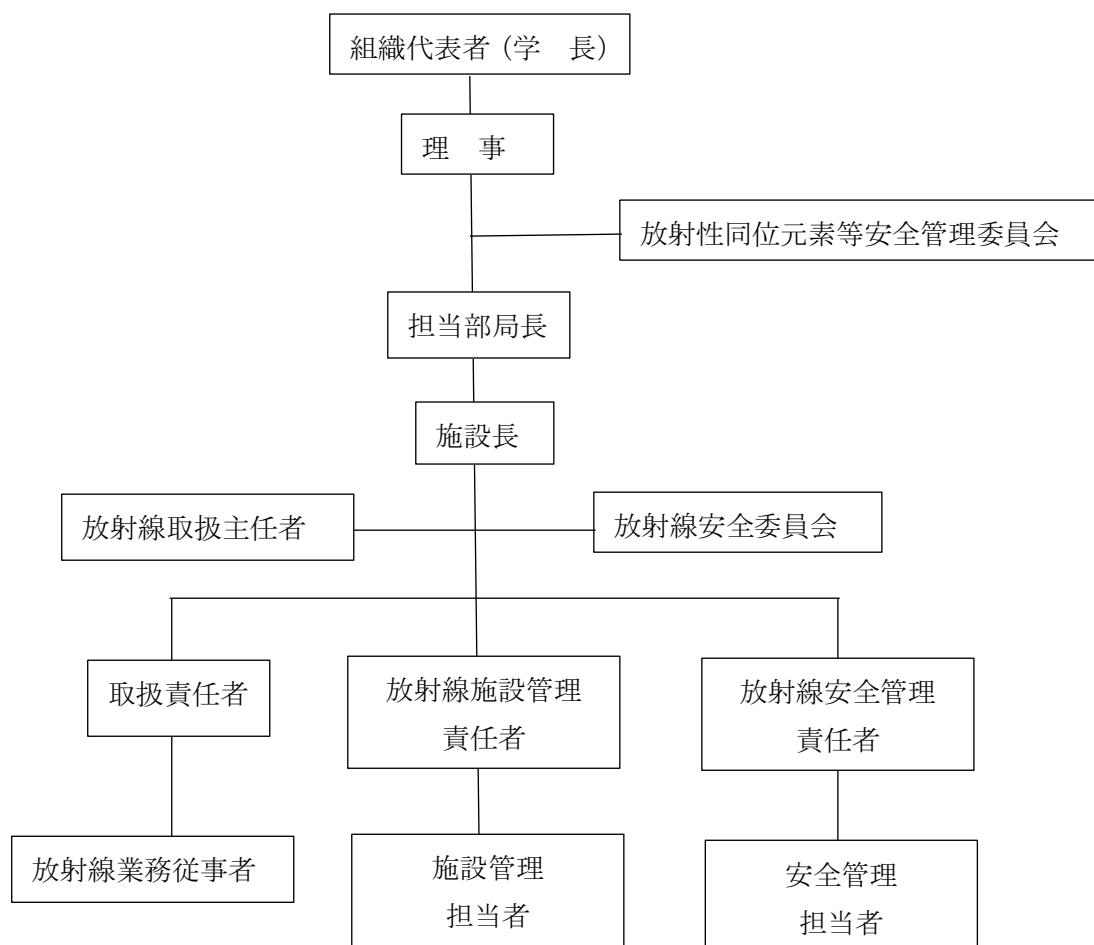 組織代表者（学　長）
理　事
放射性同位元素等安全管理委員会
担当部局長
施設長
放射線取扱主任者
放射線安全委員会
取扱責任者
放射線施設管理
責任者
放射線安全管理
責任者
放射線業務従事者
施設管理
担当者
安全管理
担当者